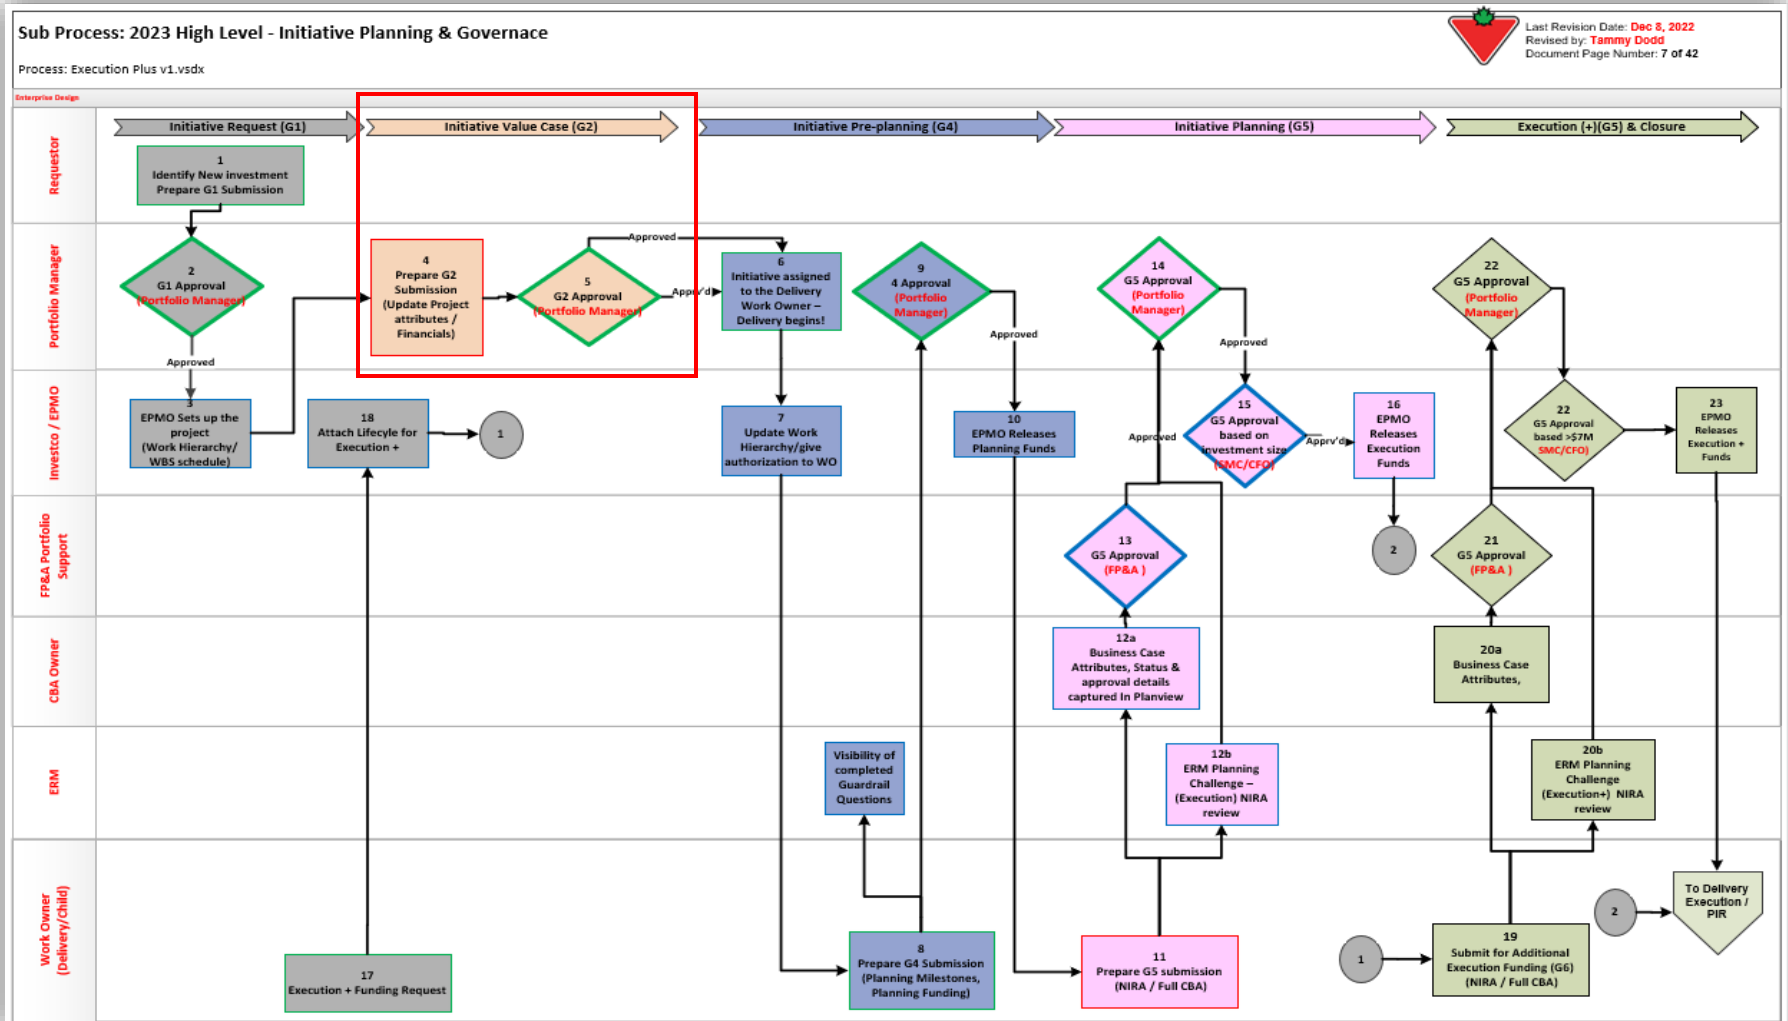 Sub Process: 2023 High Level - Initiative Planning & Governace
Process: Execution Plus v1.vsdx
Last Revision Date: Dec 8, 2022
Revised by: Tammy Dodd
Document Page Number: 7 of 42
Enterprise Design
Initiative Request (G1)
Initiative Value Case (G2)
Initiative Pre-planning (G4)
Initiative Planning (G5)
Execution (+)(G5) & Closure
Requestor
1
Identify New investment
Prepare G1 Submission
Portfolio Manager
2
G1 Approval
(Portfolio Manager)
Approved
4
Prepare G2
Submission
(Update Project
attributes /
Financials)
5
G2 Approval
(Portfolio Manager)
Approved
Apprv'd
6
Initiative assigned
to the Delivery
Work Owner –
Delivery begins!
9
4 Approval
(Portfolio
Manager)
Approved
14
G5 Approval
(Portfolio
Manager)
Approved
22
G5 Approval
(Portfolio
Manager)
Investco / EPMO
3
EPMO Sets up the
project
(Work Hierarchy/
WBS schedule)
18
Attach Lifecyle for
Execution +
1
7
Update Work
Hierarchy/give
authorization to WO
10
EPMO Releases
Planning Funds
Approved
15
G5 Approval
based on
investment size
(SMC/CFO)
Apprv'd
16
EPMO
Releases
Execution
Funds
22
G5 Approval
based >$7M
SMC/CFO)
23
EPMO
Releases
Execution +
Funds
FP&A Portfolio
Support
13
G5 Approval
(FP&A )
2
21
G5 Approval
(FP&A )
CBA Owner
12a
Business Case
Attributes, Status &
approval details
captured In Planview
20a
Business Case
Attributes,
ERM
Visibility of
completed
Guardrail
Questions
12b
ERM Planning
Challenge –
(Execution) NIRA
review
20b
ERM Planning
Challenge
(Execution+) NIRA
review
Work Owner
(Delivery/Child)
17
Execution + Funding Request
8
Prepare G4 Submission
(Planning Milestones,
Planning Funding)
11
Prepare G5 submission
(NIRA / Full CBA)
1
19
Submit for Additional
Execution Funding (G6)
(NIRA / Full CBA)
2
To Delivery
Execution /
PIR